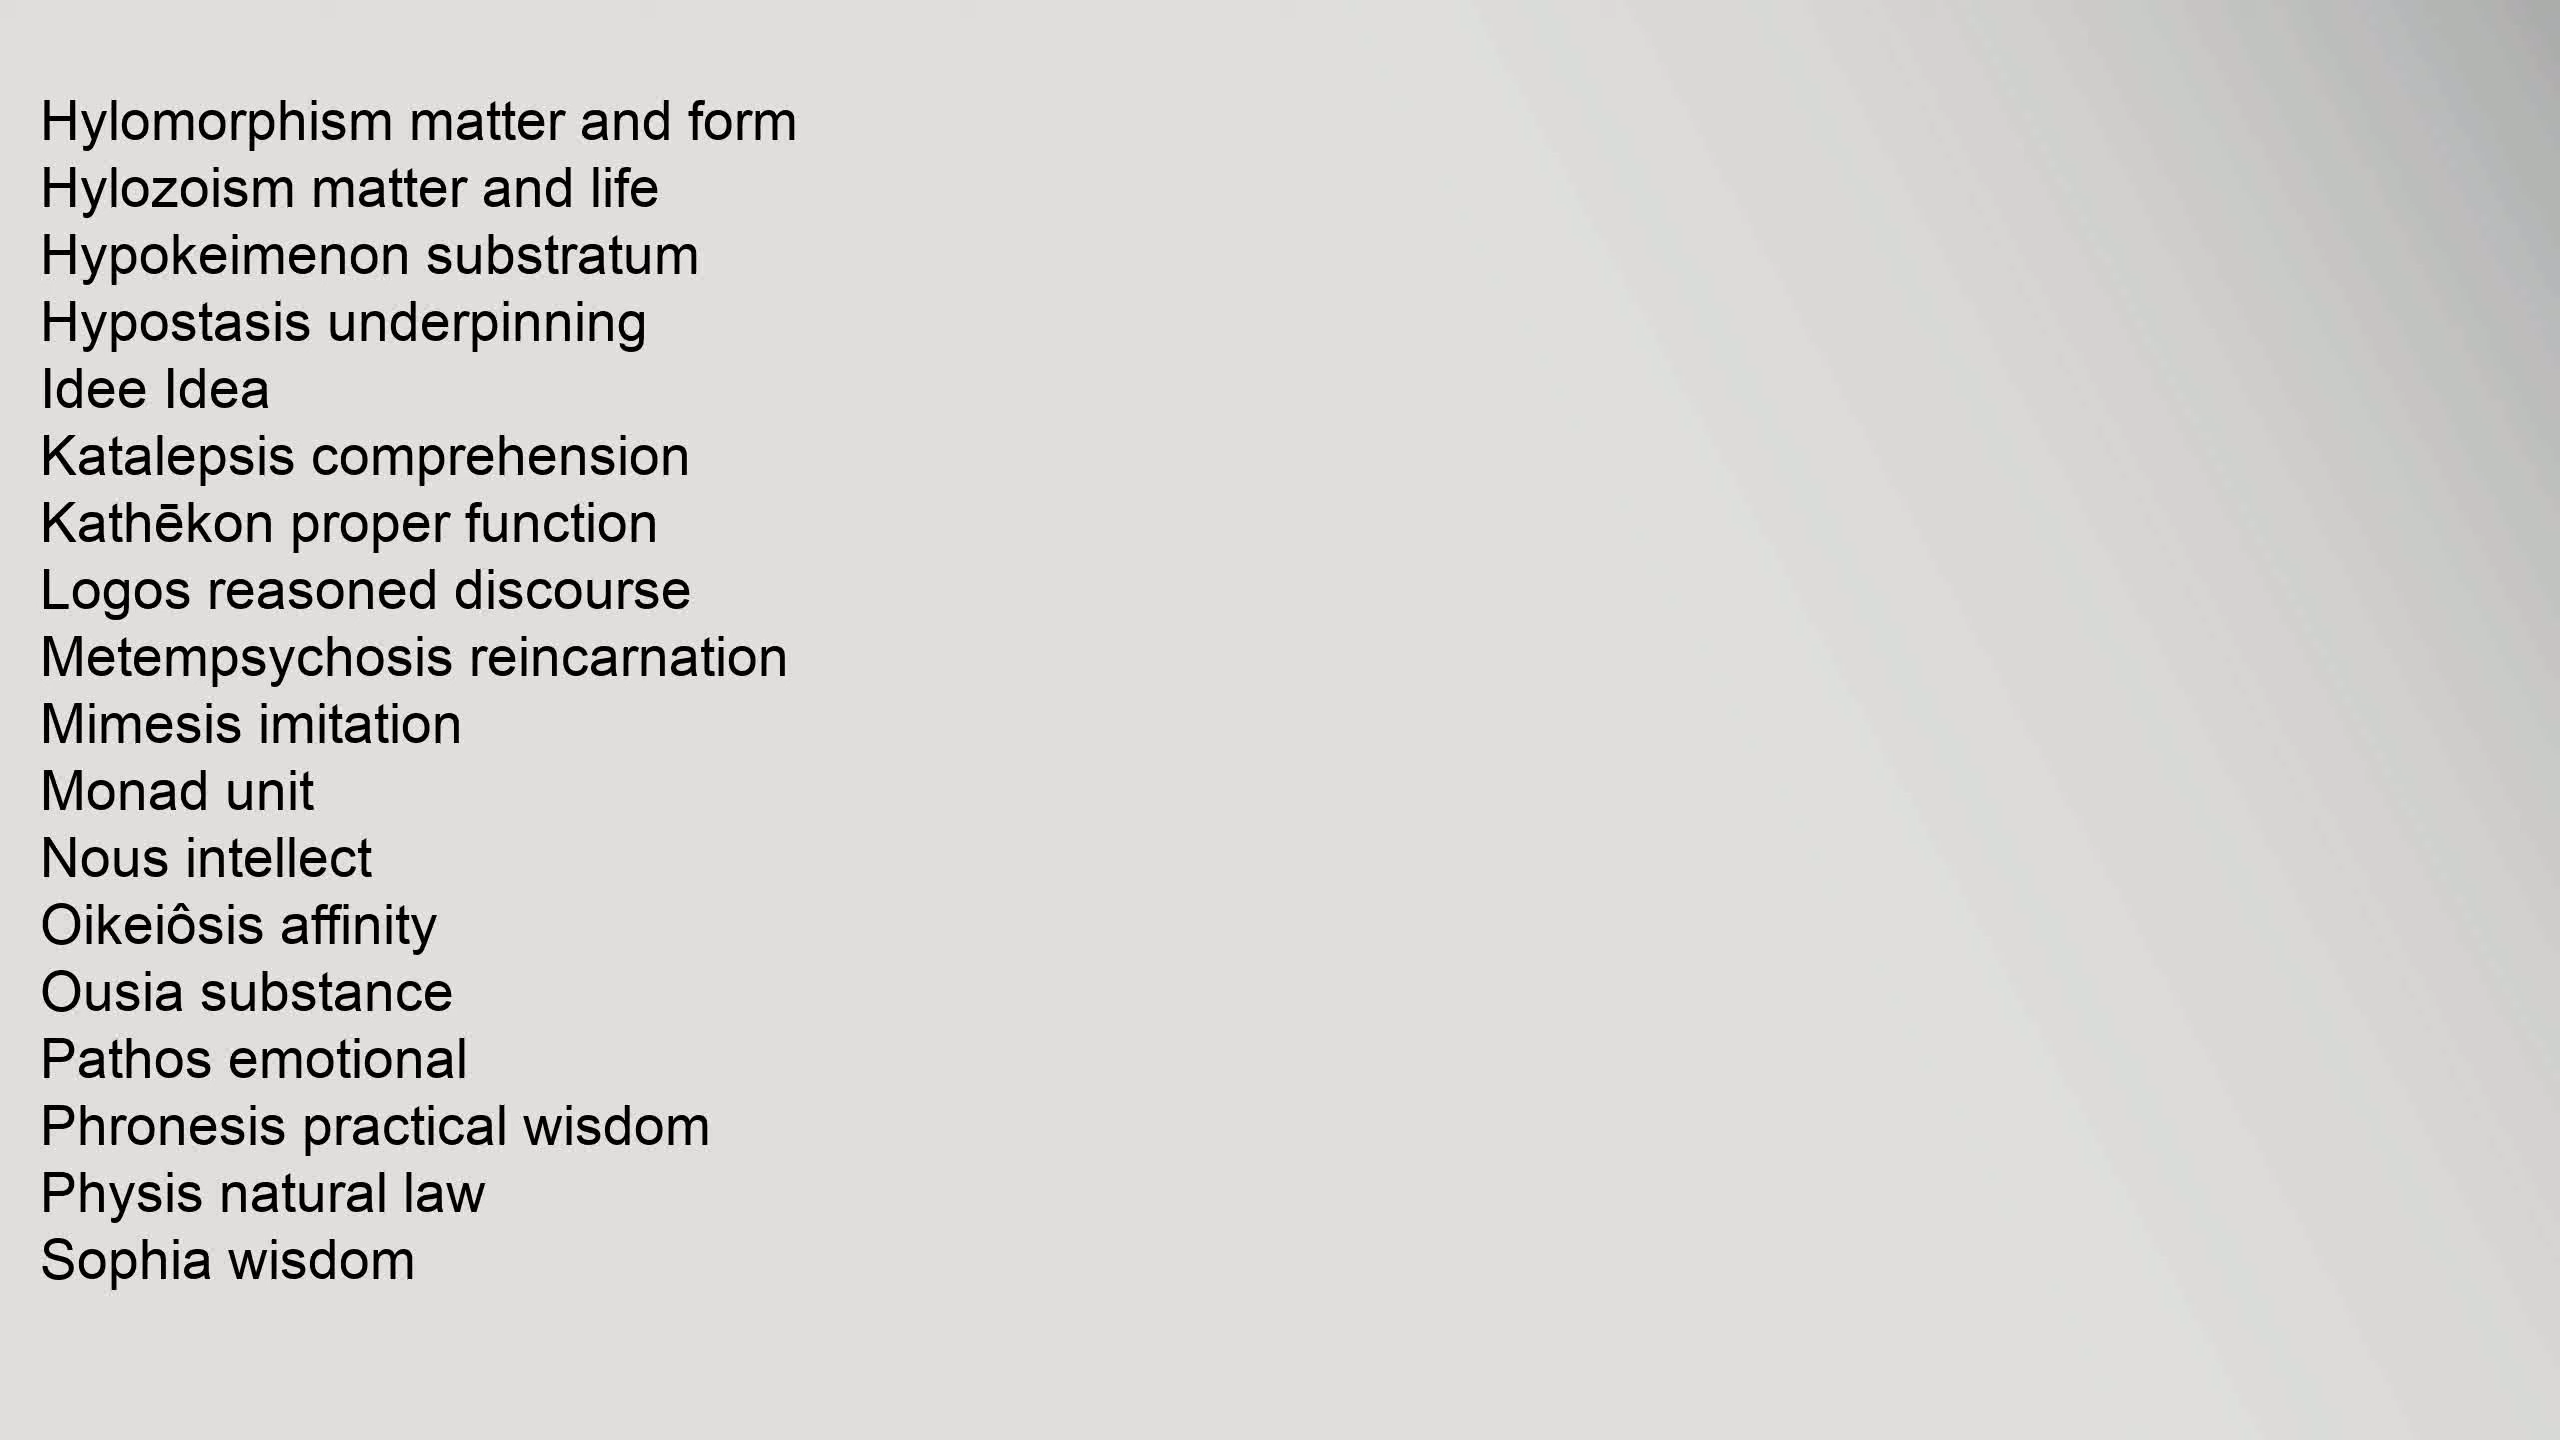 Hylomorphism matter and form
Hylozoism matter and life
Hypokeimenon substratum
Hypostasis underpinning
Idee Idea
Katalepsis comprehension
Kathēkon proper function
Logos reasoned discourse
Metempsychosis reincarnation
Mimesis imitation
Monad unit
Nous intellect
Oikeiôsis affinity
Ousia substance
Pathos emotional
Phronesis practical wisdom
Physis natural law
Sophia wisdom